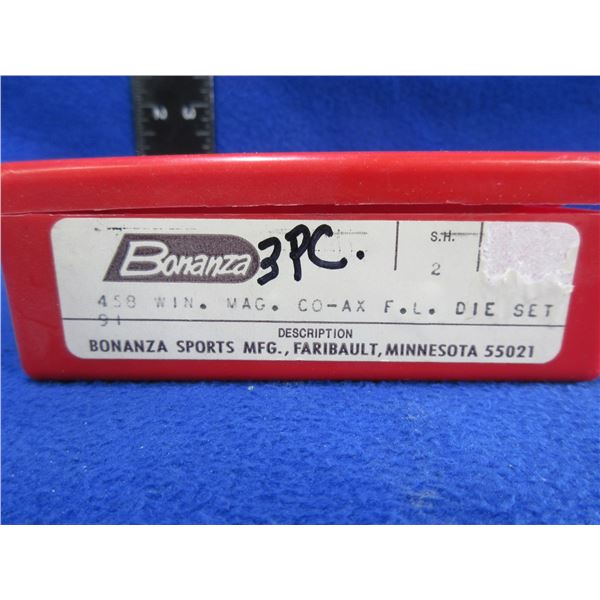 Bonanza 3PC.
S.H.
2
458 WIN. MAG. CO-AX F.L. DIE SET
91
DESCRIPTION
BONANZA SPORTS MFG., FARIBAULT, MINNESOTA 55021